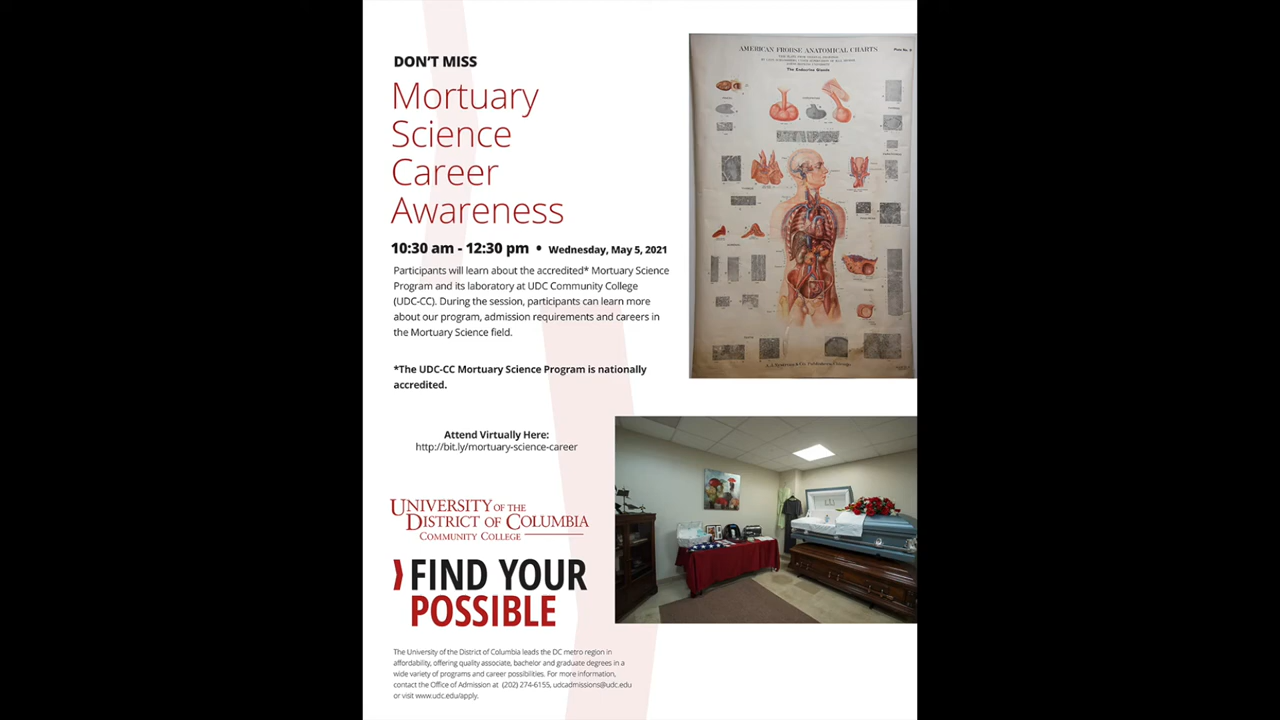 DON'T MISS
Mortuary
Science
Career
Awareness
10:30 am - 12:30 pm • Wednesday, May 5, 2021
Participants will learn about the accredited* Mortuary Science
Program and its laboratory at UDC Community College
(UDC-CC). During the session, participants can learn more
about our program, admission requirements and careers in
the Mortuary Science field.
*The UDC-CC Mortuary Science Program is nationally
accredited.
Attend Virtually Here:
http://bit.ly/mortuary-science-career
UNIVERSITY OF THE
DISTRICT OF COLUMBIA
COMMUNITY COLLEGE
FIND YOUR
POSSIBLE
The University of the District of Columbia leads the DC metro region in
affordability, offering quality associate, bachelor and graduate degrees in a
wide variety of programs and career possibilities. For more information,
contact the Office of Admission at (202) 274-6155, udcadmissions@udc.edu
or visit www.udc.edu/apply.
AMERICAN FROHSE ANATOMICAL CHARTS
The Endocrine Glands